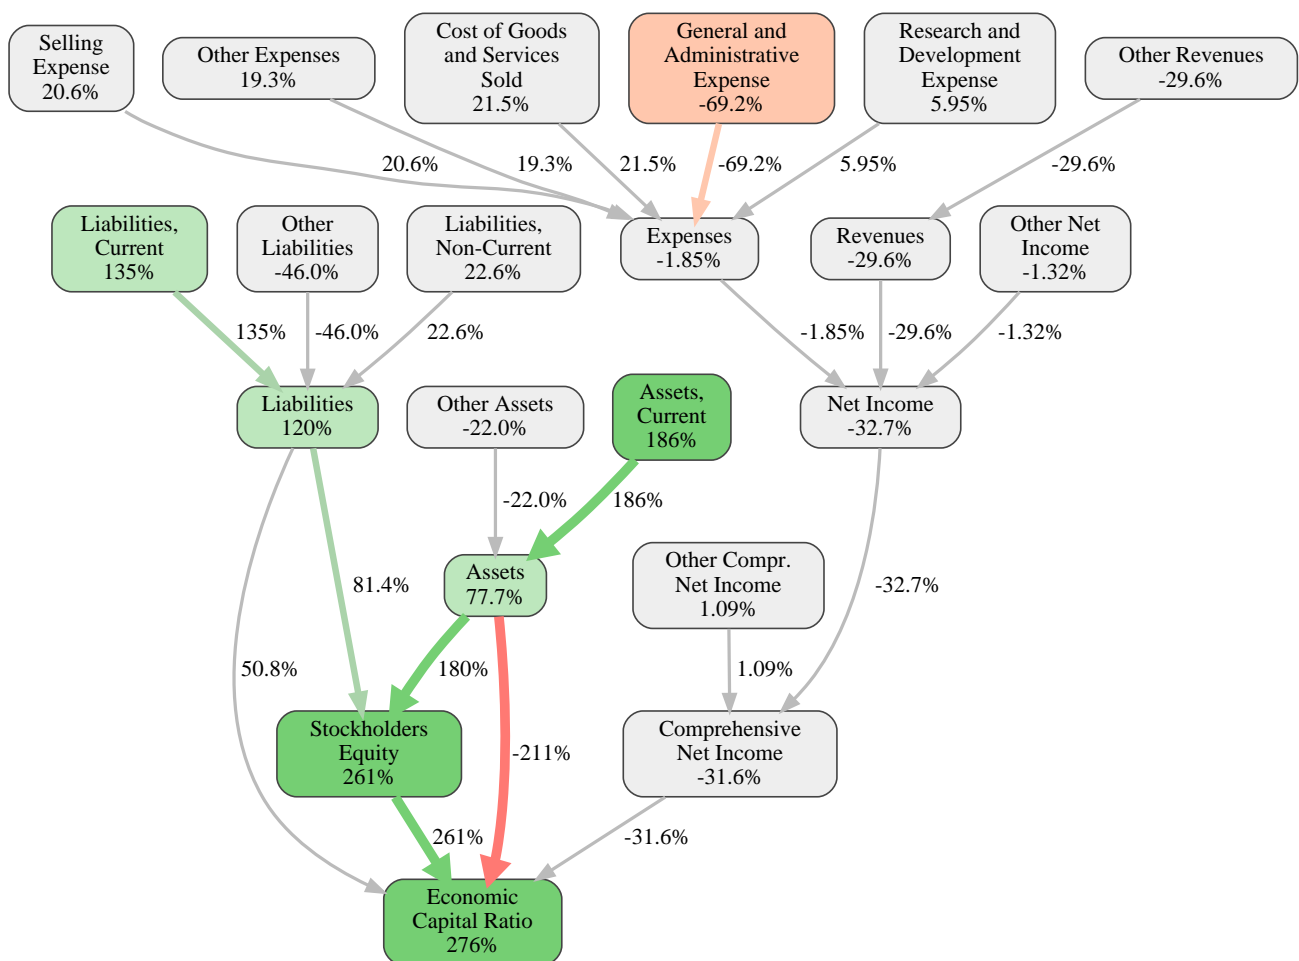 Selling
Expense
20.6%
Other Expenses
19.3%
Cost of Goods
and Services
Sold
21.5%
General and
Administrative
Expense
-69.2%
Research and
Development
Expense
5.95%
Other Revenues
-29.6%
20.6%
19.3%
21.5%
-69.2%
5.95%
-29.6%
Liabilities,
Current
135%
Other
Liabilities
-46.0%
Liabilities,
Non-Current
22.6%
Expenses
-1.85%
Revenues
-29.6%
Other Net
Income
-1.32%
135%
-46.0%
22.6%
-1.85%
-29.6%
-1.32%
Liabilities
120%
Other Assets
-22.0%
Assets,
Current
186%
Net Income
-32.7%
-22.0%
186%
Assets
77.7%
Other Compr.
Net Income
1.09%
81.4%
-32.7%
50.8%
180%
1.09%
Stockholders
Equity
261%
-211%
Comprehensive
Net Income
-31.6%
261%
-31.6%
Economic
Capital Ratio
276%